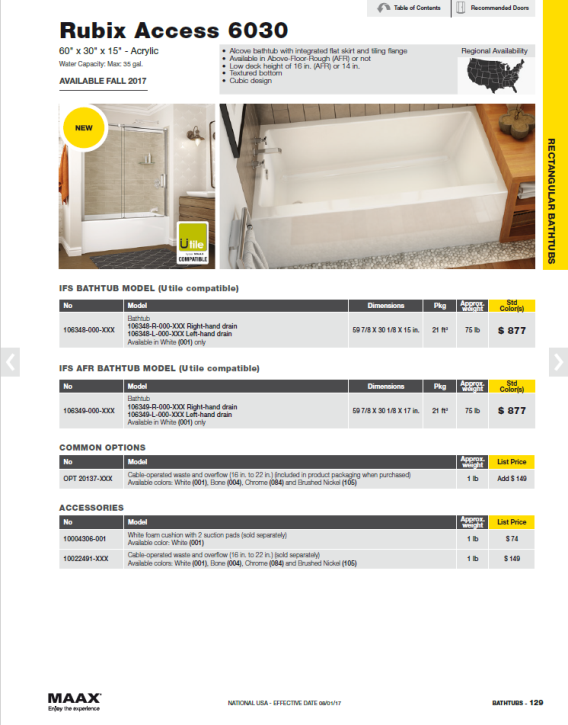 Table of Contents
Recommended Doors
Rubix Access 6030
60" x 30" x 15" - Acrylic
Water Capacity: Max: 35 gal.
AVAILABLE FALL 2017
• Alcove bathtub with integrated flat skirt and tiling flange
• Available in Above-Floor-Rough (AFR) or not
• Low deck height of 16 in. (AFR) or 14 in.
• Textured bottom
• Cubic design
Regional Availability
NEW
Utile
COMPATIBLE
RECTANGULAR BATHTUBS
IFS BATHTUB MODEL (Utile compatible)
No Model Dimensions Pkg Approx. weight Std Color(s)
106348-000-XXX
Bathtub
106348-R-000-XXX Right-hand drain
106348-L-000-XXX Left-hand drain
Available in White (001) only
59 7/8 X 30 1/8 X 15 in. 21 ft³ 75 lb $ 877
IFS AFR BATHTUB MODEL (Utile compatible)
No Model Dimensions Pkg Approx. weight Std Color(s)
106349-000-XXX
Bathtub
106349-R-000-XXX Right-hand drain
106349-L-000-XXX Left-hand drain
Available in White (001) only
59 7/8 X 30 1/8 X 17 in. 21 ft³ 75 lb $ 877
COMMON OPTIONS
No Model Approx. weight List Price
OPT 20137-XXX
Cable-operated waste and overflow (16 in. to 22 in.) (included in product packaging when purchased)
Available colors: White (001), Bone (004), Chrome (084) and Brushed Nickel (105)
1 lb Add $ 149
ACCESSORIES
No Model Approx. weight List Price
10004306-001
White foam cushion with 2 suction pads (sold separately)
Available color: White (001)
1 lb $ 74
10022491-XXX
Cable-operated waste and overflow (16 in. to 22 in.) (sold separately)
Available colors: White (001), Bone (004), Chrome (084) and Brushed Nickel (105)
1 lb $ 149
MAAX®
Enjoy the experience
NATIONAL USA - EFFECTIVE DATE 08/01/17
BATHTUBS - 129